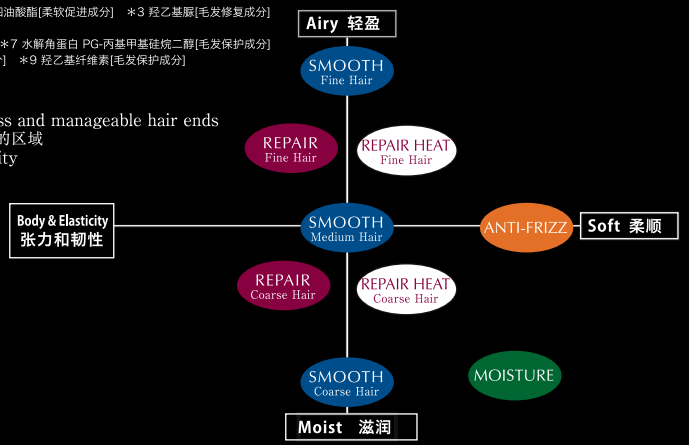 油酸酯[柔软促进成分] *3 羟乙基脲[毛发修复成分]
*7 水解角蛋白 PG-丙基甲基硅烷二醇[毛发保护成分]
] *9 羟乙基纤维素[毛发保护成分]
ss and manageable hair ends
的区域
ity
Airy 轻盈
SMOOTH
Fine Hair
REPAIR
Fine Hair
REPAIR HEAT
Fine Hair
Body & Elasticity
张力和韧性
SMOOTH
Medium Hair
ANTI-FRIZZ
Soft 柔顺
REPAIR
Coarse Hair
REPAIR HEAT
Coarse Hair
SMOOTH
Coarse Hair
MOISTURE
Moist 滋润